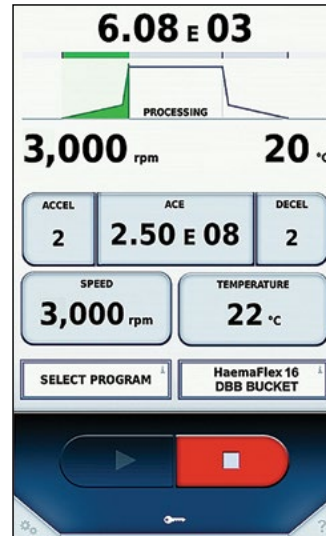 6.08 E 03
PROCESSING
3,000 rpm 20 °C
ACCEL ACE DECEL
2 2.50 E 08 2
SPEED TEMPERATURE
3,000 rpm 22 °C
SELECT PROGRAM HaemaFlex 16
DBB BUCKET
?